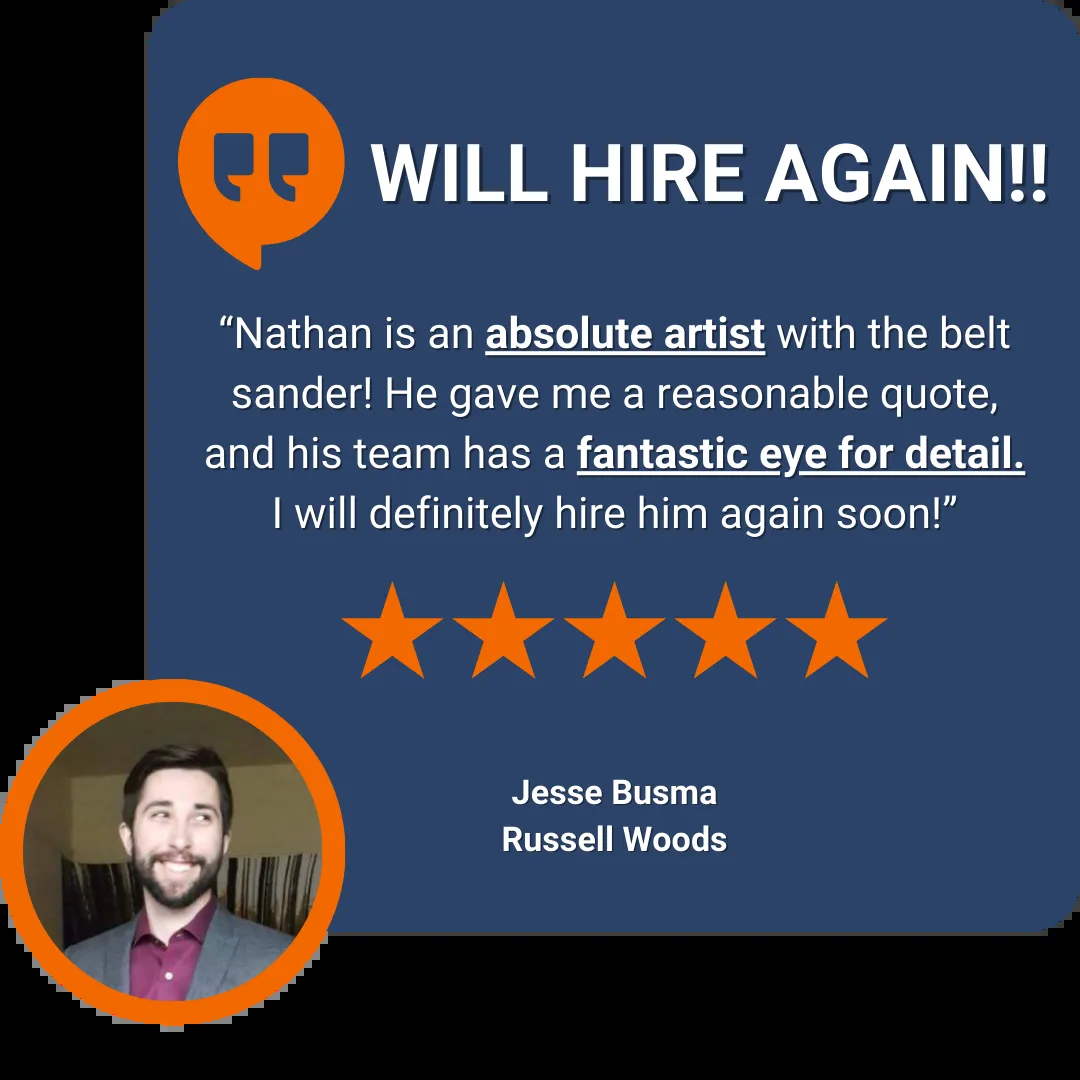 WILL HIRE AGAIN!!
“Nathan is an absolute artist with the belt
sander! He gave me a reasonable quote,
and his team has a fantastic eye for detail.
I will definitely hire him again soon!”
Jesse Busma
Russell Woods